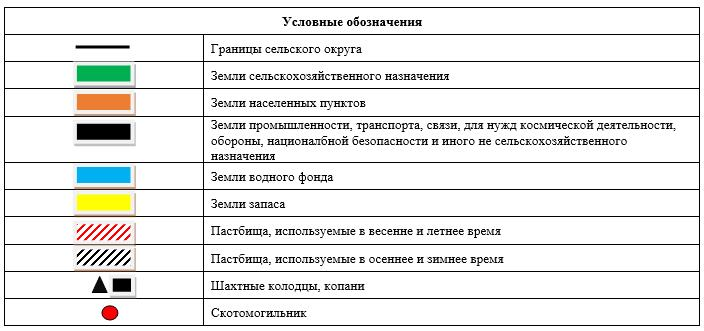 Условные обозначения
Границы сельского округа
Земли сельскохозяйственного назначения
Земли населенных пунктов
Земли промышленности, транспорта, связи, для нужд космической деятельности,
обороны, националбной безопасности и иного не сельскохозяйственного
назначения
Земли водного фонда
Земли запаса
Пастбища, используемые в весенне и летнее время
Пастбища, используемые в осеннее и зимнее время
Шахтные колодцы, копани
Скотомогильник